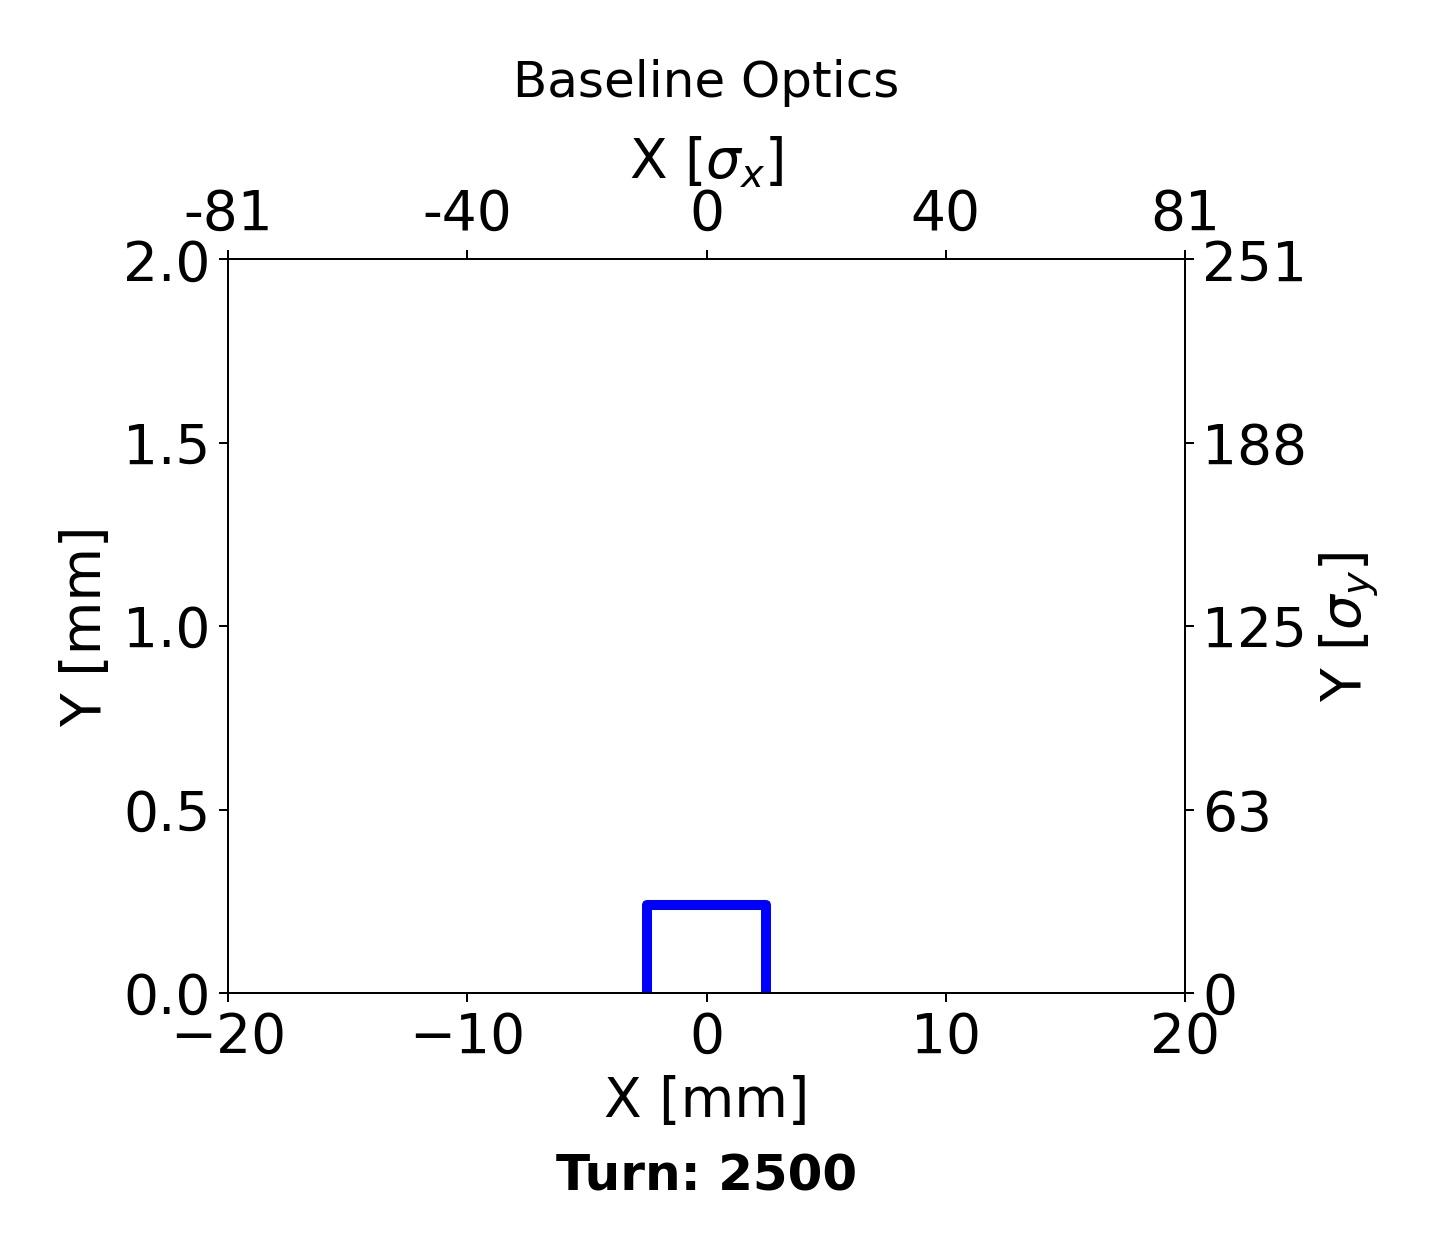 Baseline Optics
X [σx]
-81 -40 0 40 81
2.0 251
1.5 188
Y [mm]
1.0 125
Y [σy]
0.5 63
0.0 0
−20 −10 0 10 20
X [mm]
Turn: 2500